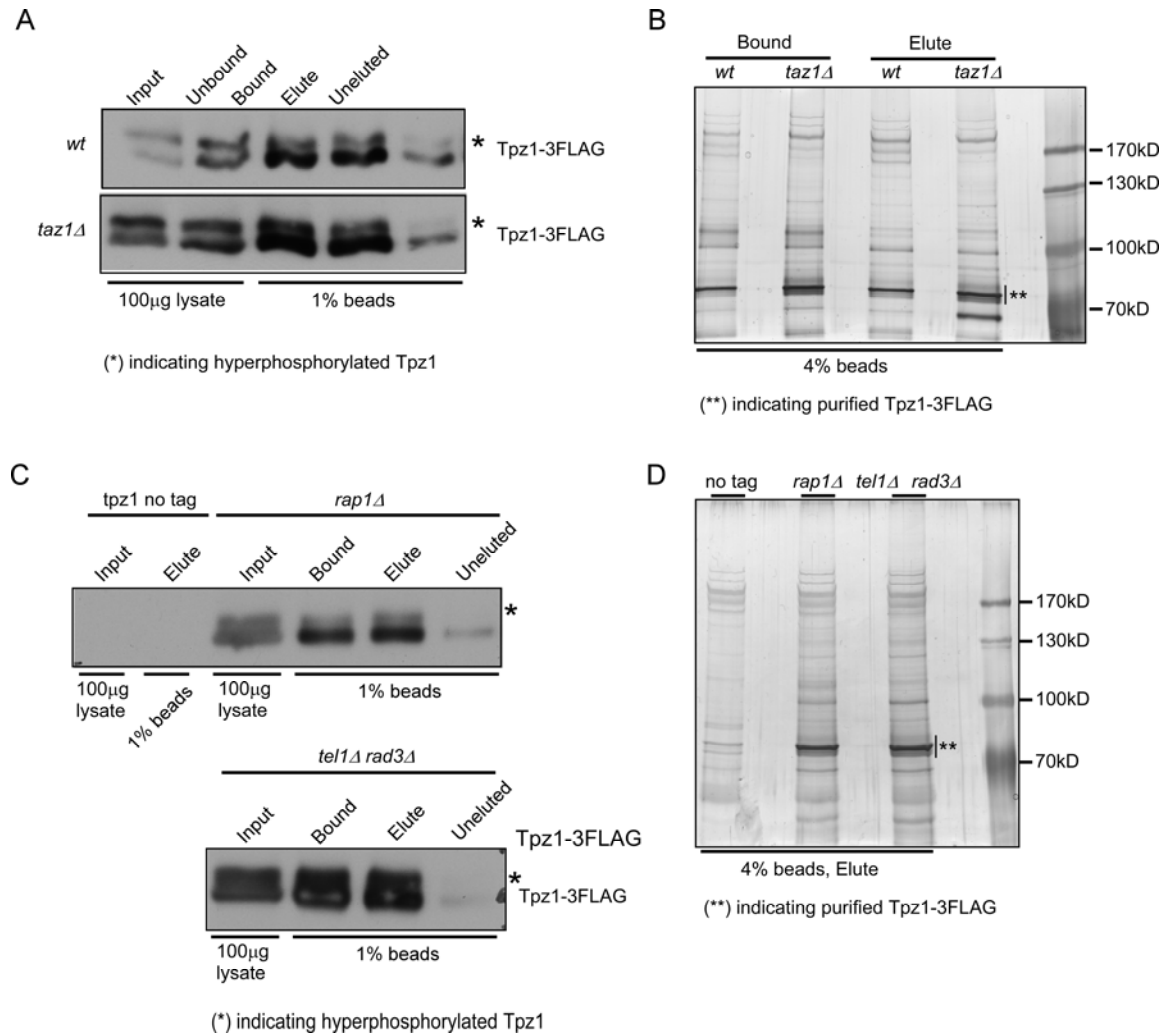 A
Input
Unbound
Bound
Elute
Uneluted
wt
* Tpz1-3FLAG
taz1Δ
* Tpz1-3FLAG
100μg lysate
1% beads
(*) indicating hyperphosphorylated Tpz1
B
Bound
Elute
wt
taz1Δ
wt
taz1Δ
170kD
130kD
100kD
70kD
**
4% beads
(**) indicating purified Tpz1-3FLAG
C
tpz1 no tag
rap1Δ
Input
Elute
Input
Bound
Elute
Uneluted
*
100μg
lysate
1% beads
100μg
lysate
1% beads
tel1Δ rad3Δ
Input
Bound
Elute
Uneluted
Tpz1-3FLAG
* Tpz1-3FLAG
100μg
lysate
1% beads
(*) indicating hyperphosphorylated Tpz1
D
no tag
rap1Δ
tel1Δ rad3Δ
170kD
130kD
100kD
70kD
**
4% beads, Elute
(**) indicating purified Tpz1-3FLAG